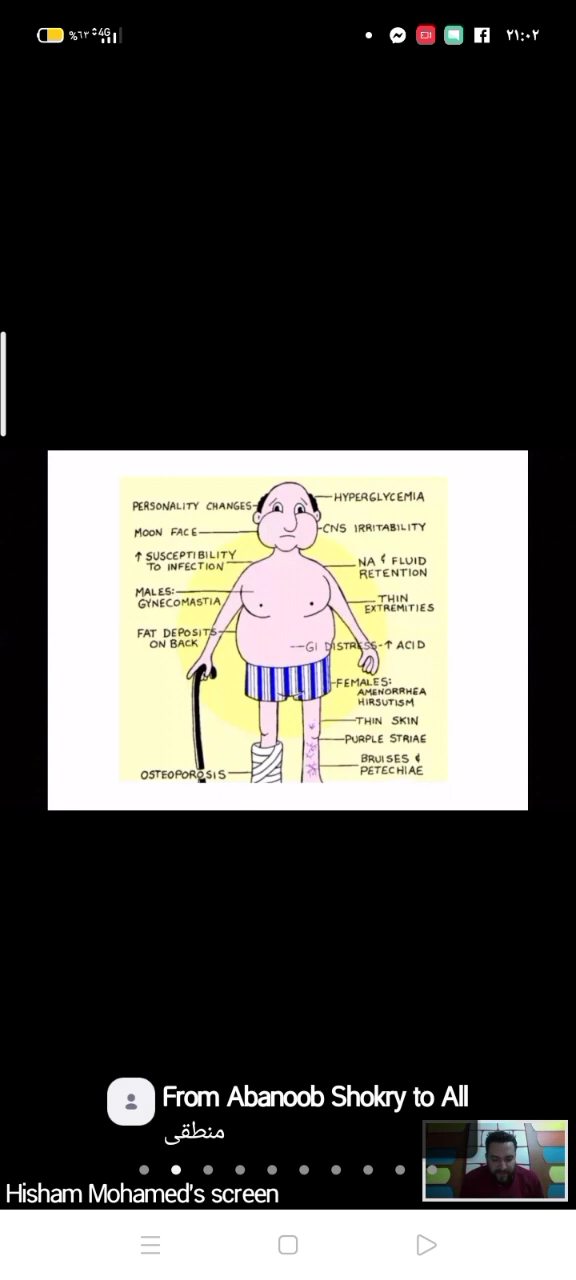 %٦٣ 4G ٢١:٠٢
PERSONALITY CHANGES
MOON FACE
↑ SUSCEPTIBILITY
TO INFECTION
MALES:
GYNECOMASTIA
FAT DEPOSITS
ON BACK
OSTEOPOROSIS
HYPERGLYCEMIA
CNS IRRITABILITY
NA & FLUID
RETENTION
THIN
EXTREMITIES
GI DISTRESS-↑ ACID
FEMALES:
AMENORRHEA
HIRSUTISM
THIN SKIN
PURPLE STRIAE
BRUISES &
PETECHIAE
From Abanoob Shokry to All
منطقى
Hisham Mohamed's screen